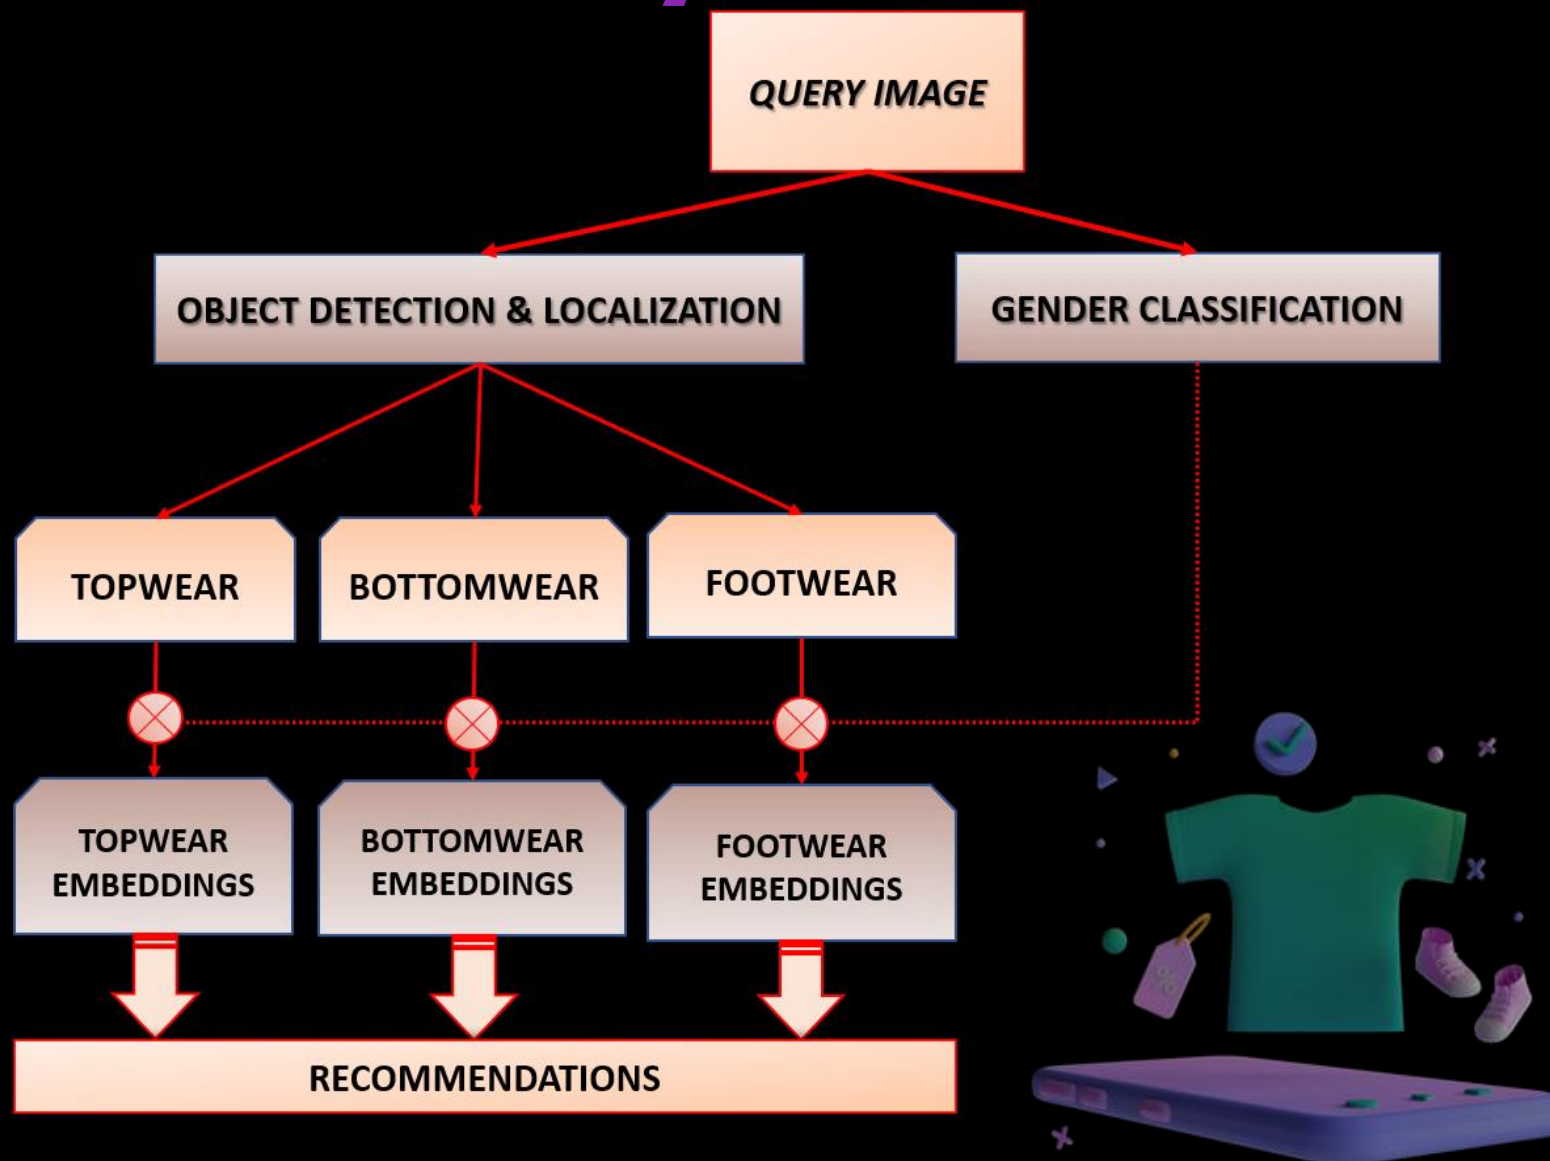 QUERY IMAGE
OBJECT DETECTION & LOCALIZATION
GENDER CLASSIFICATION
TOPWEAR
BOTTOMWEAR
FOOTWEAR
TOPWEAR
EMBEDDINGS
BOTTOMWEAR
EMBEDDINGS
FOOTWEAR
EMBEDDINGS
%
RECOMMENDATIONS